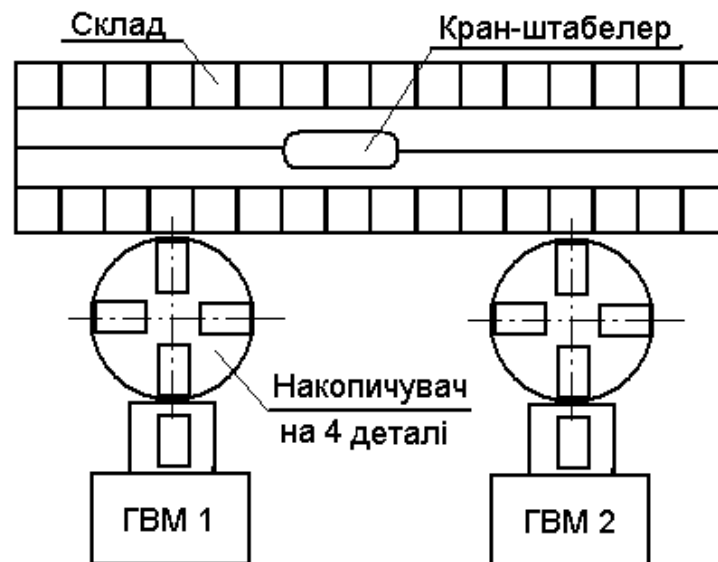 Склад
Кран-штабелер
Накопичувач
на 4 деталі
ГВМ 1
ГВМ 2